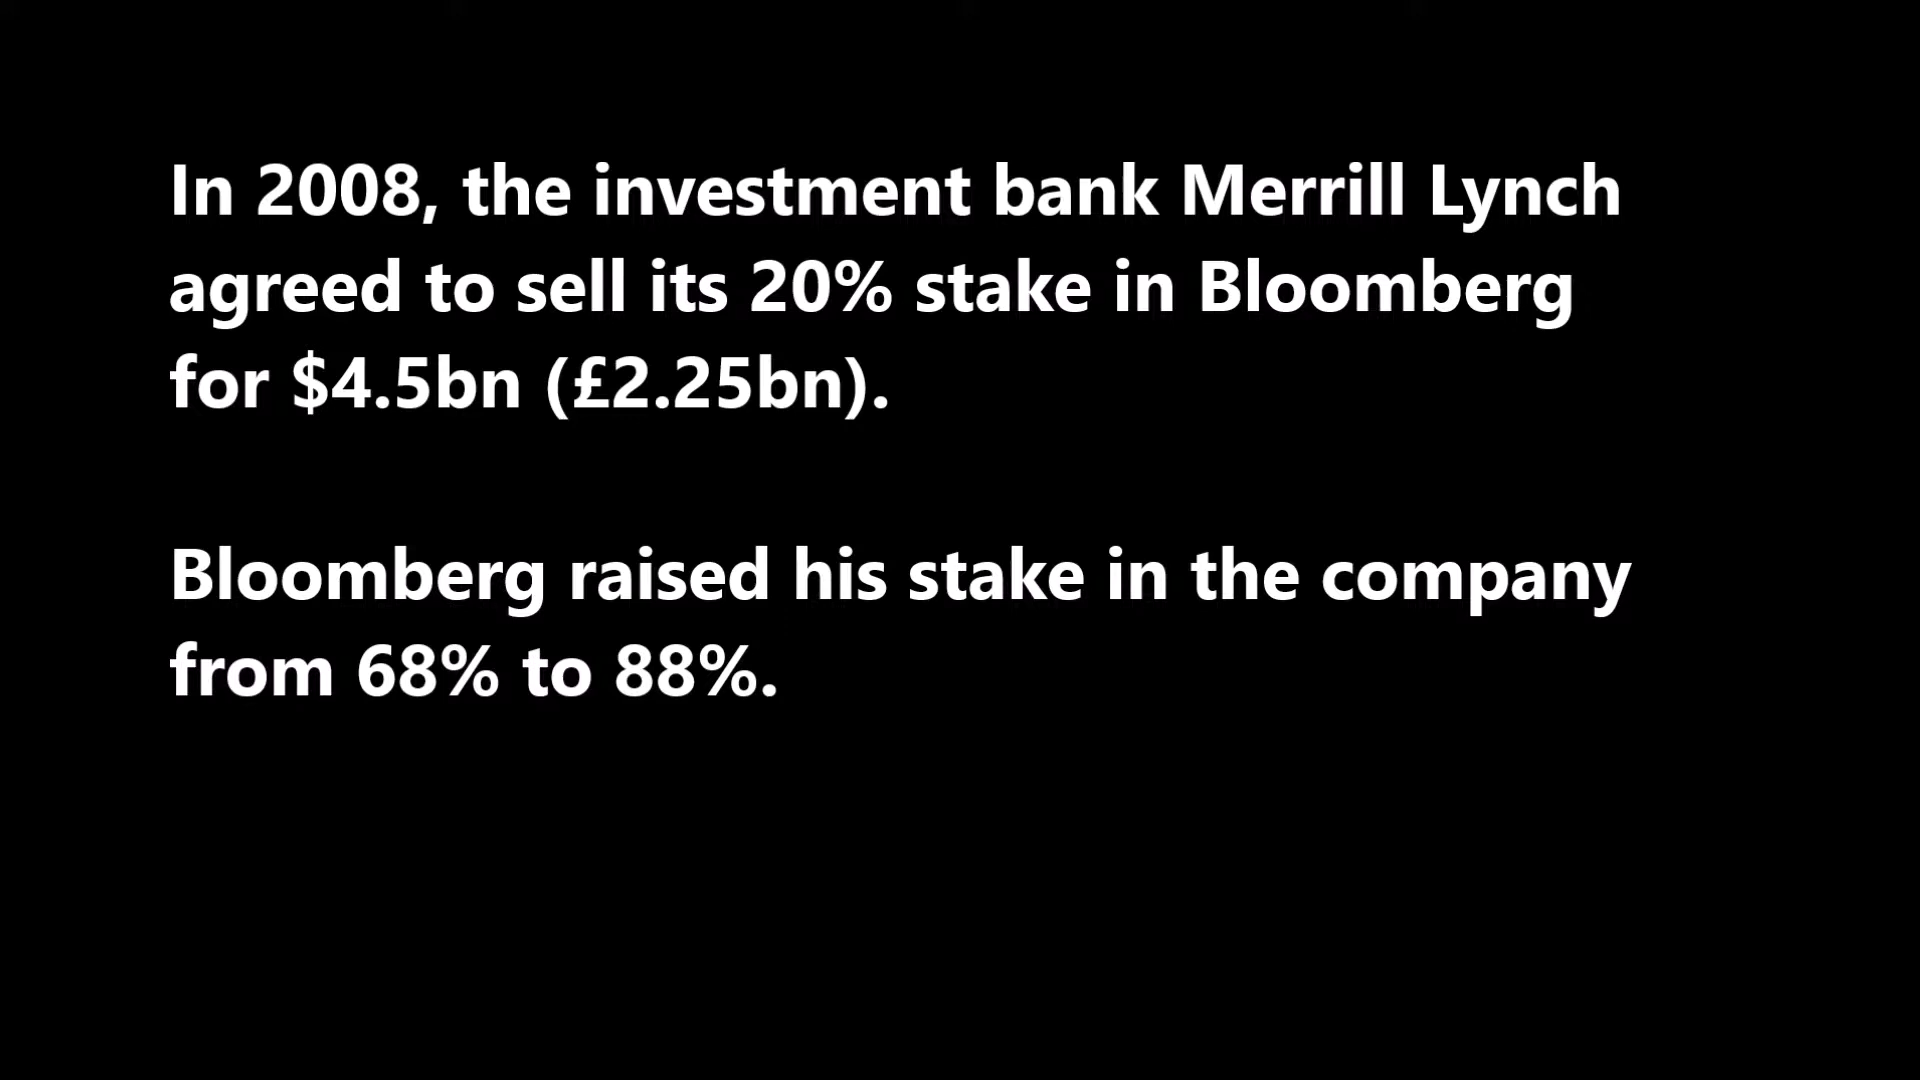 In 2008, the investment bank Merrill Lynch
agreed to sell its 20% stake in Bloomberg
for $4.5bn (£2.25bn).
Bloomberg raised his stake in the company
from 68% to 88%.